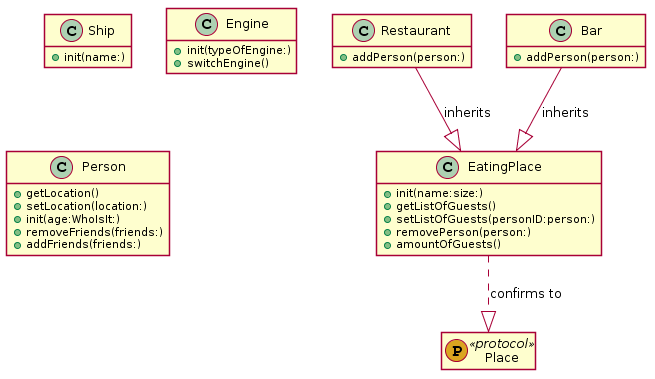 C Ship
init(name:)
C Engine
init(typeOfEngine:)
switchEngine()
C Restaurant
addPerson(person:)
C Bar
addPerson(person:)
inherits
inherits
C Person
getLocation()
setLocation(location:)
init(age:WhoIsIt:)
removeFriends(friends:)
addFriends(friends:)
C EatingPlace
init(name:size:)
getListOfGuests()
setListOfGuests(personID:person:)
removePerson(person:)
amountOfGuests()
confirms to
P «protocol»
Place